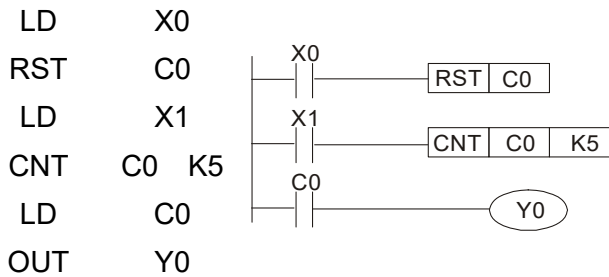 LD X0
RST C0
LD X1
CNT C0 K5
LD C0
OUT Y0
X0
RST C0
X1
CNT C0 K5
C0
Y0